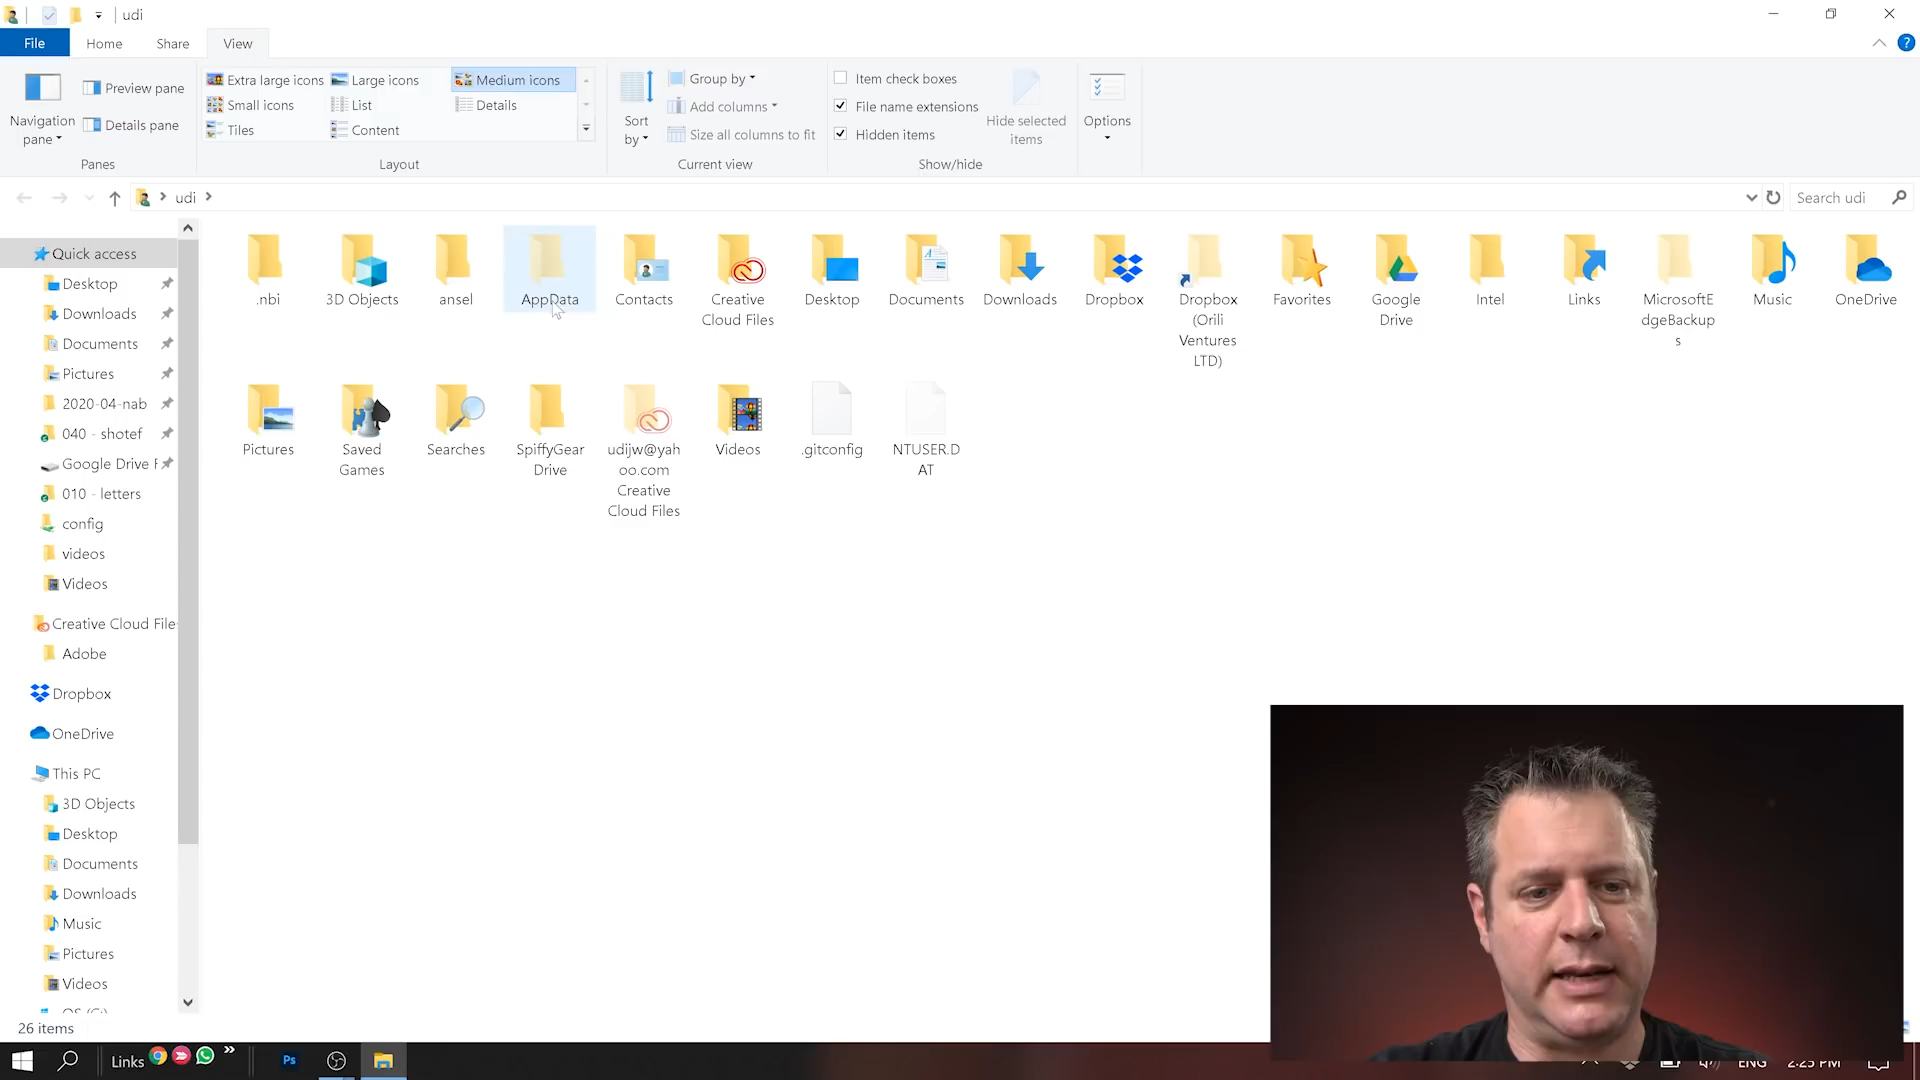 udi
File Home Share View
Navigation pane
Preview pane
Details pane
Panes
Extra large icons Large icons Medium icons
Small icons List Details
Tiles Content
Layout
Sort by
Group by
Add columns
Size all columns to fit
Current view
Item check boxes
File name extensions
Hidden items
Hide selected items
Show/hide
Options
udi
Search udi
Quick access
Desktop
Downloads
Documents
Pictures
2020-04-nab
040 - shotef
Google Drive F
010 - letters
config
videos
Videos
Creative Cloud File
Adobe
Dropbox
OneDrive
This PC
3D Objects
Desktop
Documents
Downloads
Music
Pictures
Videos
.nbi
3D Objects
ansel
AppData
Contacts
Creative
Cloud Files
Desktop
Documents
Downloads
Dropbox
Dropbox
(Orili
Ventures
LTD)
Favorites
Google
Drive
Intel
Links
MicrosoftE
dgeBackup
s
Music
OneDrive
Pictures
Saved
Games
Searches
SpiffyGear
Drive
udijw@yah
oo.com
Creative
Cloud Files
Videos
.gitconfig
NTUSER.D
AT
26 items
Links
Ps
ENG
2:25 PM